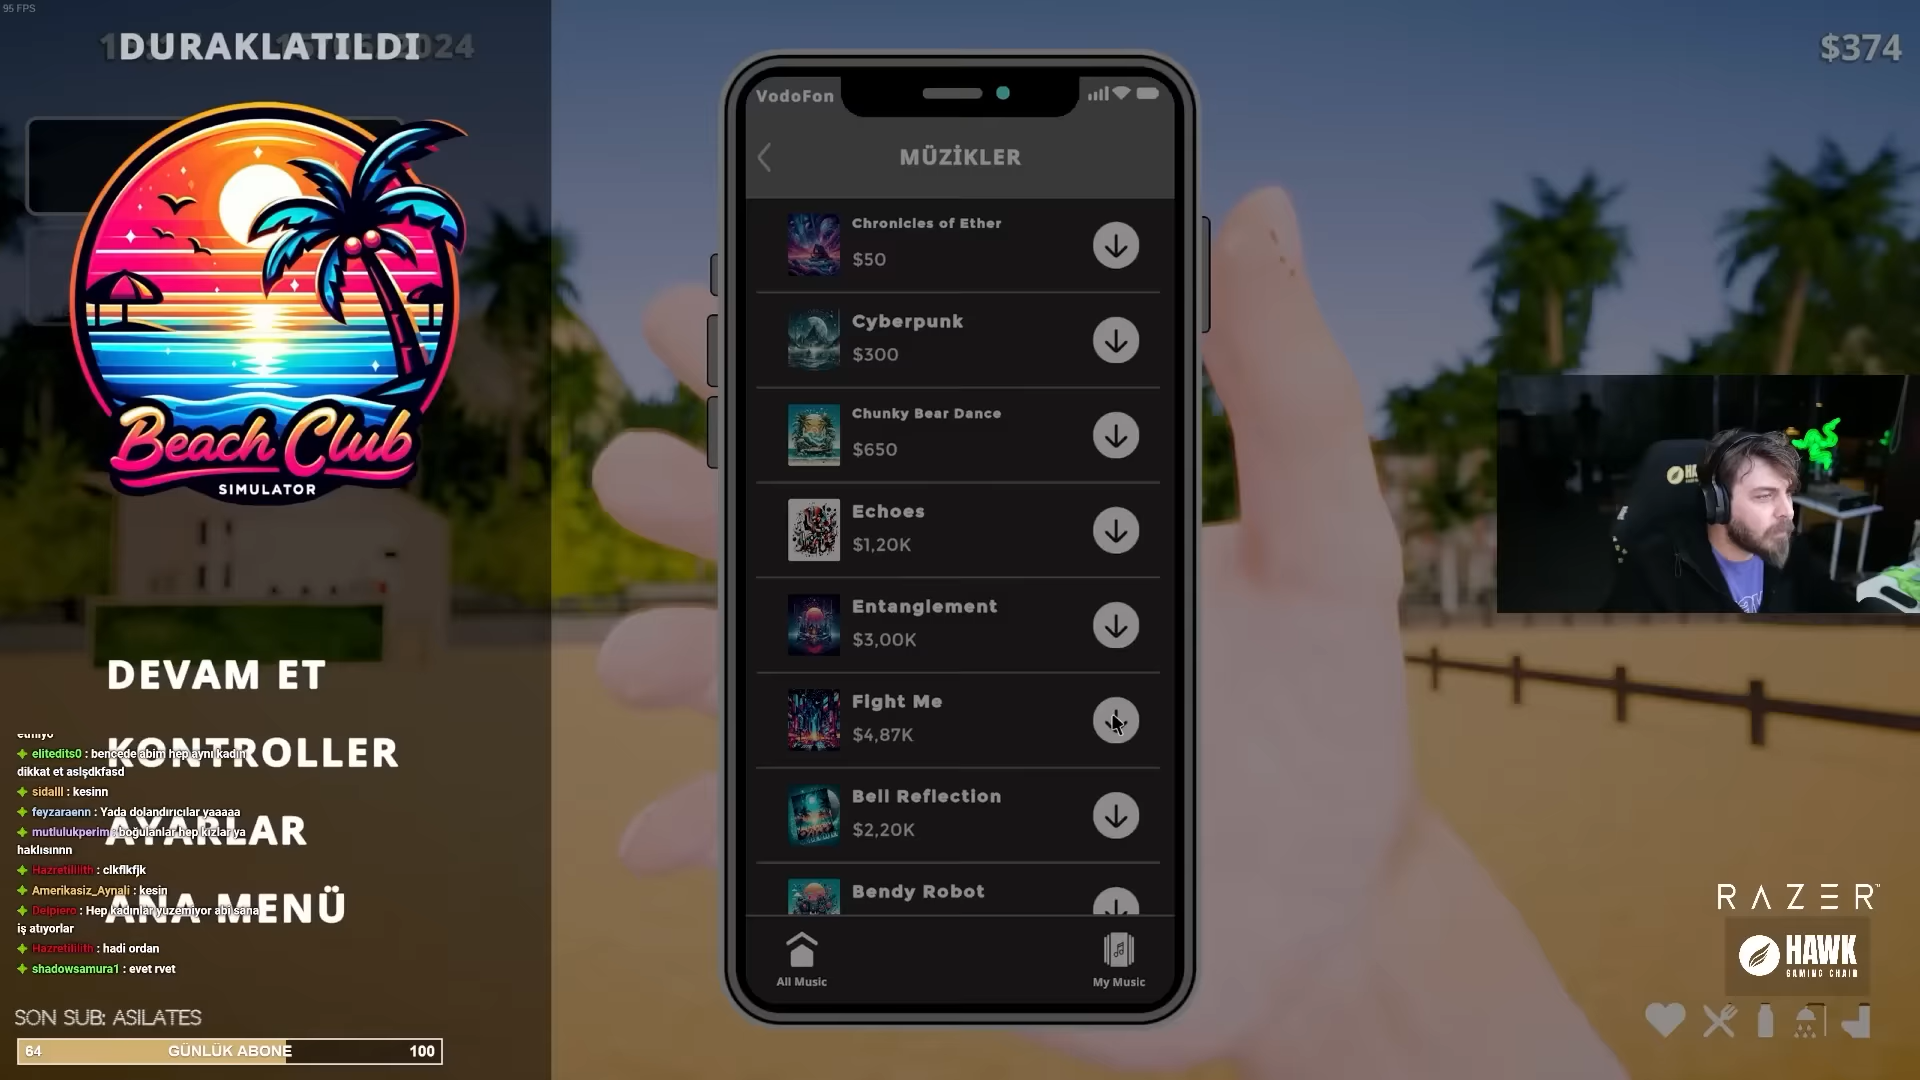 95 FPS
DURAKLATILDI
2024
$374
Beach Club
SIMULATOR
DEVAM ET
KONTROLLER
AYARLAR
ANA MENÜ
VodoFon
MÜZİKLER
Chronicles of Ether
$50
Cyberpunk
$300
Chunky Bear Dance
$650
Echoes
$1,20K
Entanglement
$3,00K
Fight Me
$4,87K
Bell Reflection
$2,20K
Bendy Robot
All Music
My Music
elitedits0 : bencede abim hep aynı kadın
dikkat et aslşdkfasd
sidalll : kesinn
feyzaraenn : Yada dolandırıcılar yaaaaa
mutlulukperim : boğulanlar hep kızlar ya
haklısınnn
Hazretililith : clkflkfjk
Amerikasiz_Aynali : kesin
Delpiero : Hep kadınlar yüzemiyor abi sana
iş atıyorlar
Hazretililith : hadi ordan
shadowsamura1 : evet rvet
SON SUB: ASILATES
64 GÜNLÜK ABONE 100
RAZER
HAWK
GAMING CHAIR